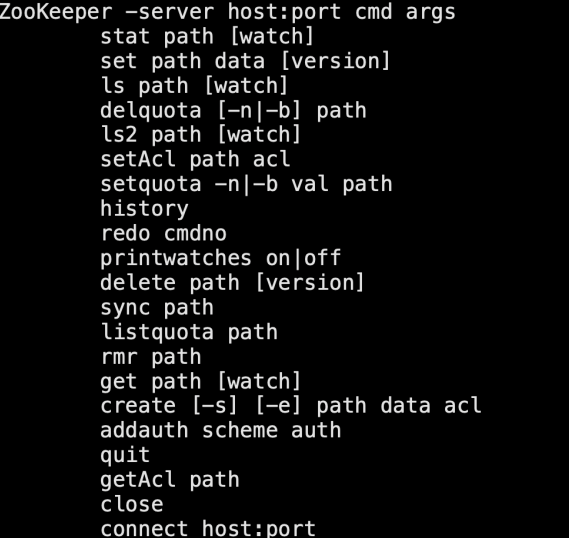 ZooKeeper -server host:port cmd args
stat path [watch]
set path data [version]
ls path [watch]
delquota [-n|-b] path
ls2 path [watch]
setAcl path acl
setquota -n|-b val path
history
redo cmdno
printwatches on|off
delete path [version]
sync path
listquota path
rmr path
get path [watch]
create [-s] [-e] path data acl
addauth scheme auth
quit
getAcl path
close
connect host:port